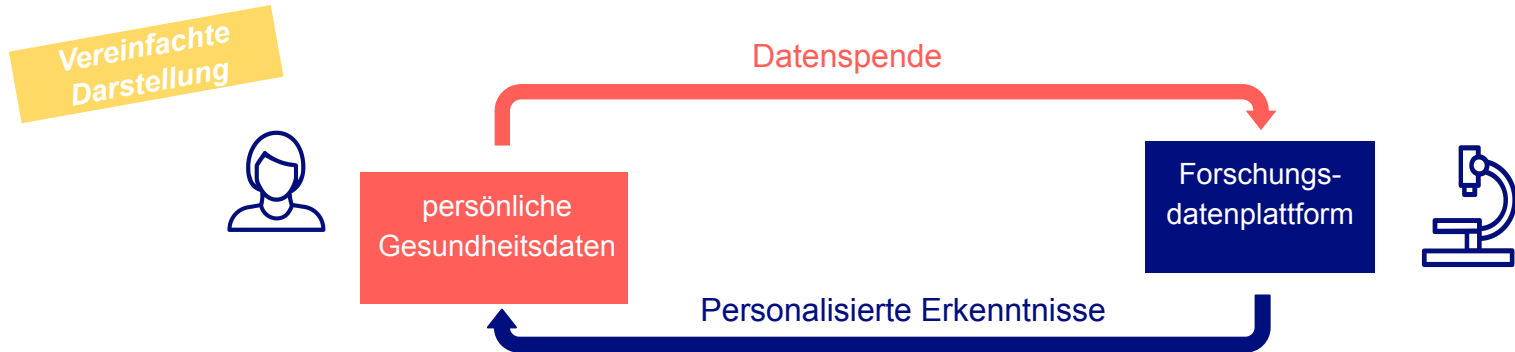 Vereinfachte
Darstellung
Datenspende
persönliche
Gesundheitsdaten
Forschungs-
datenplattform
Personalisierte Erkenntnisse